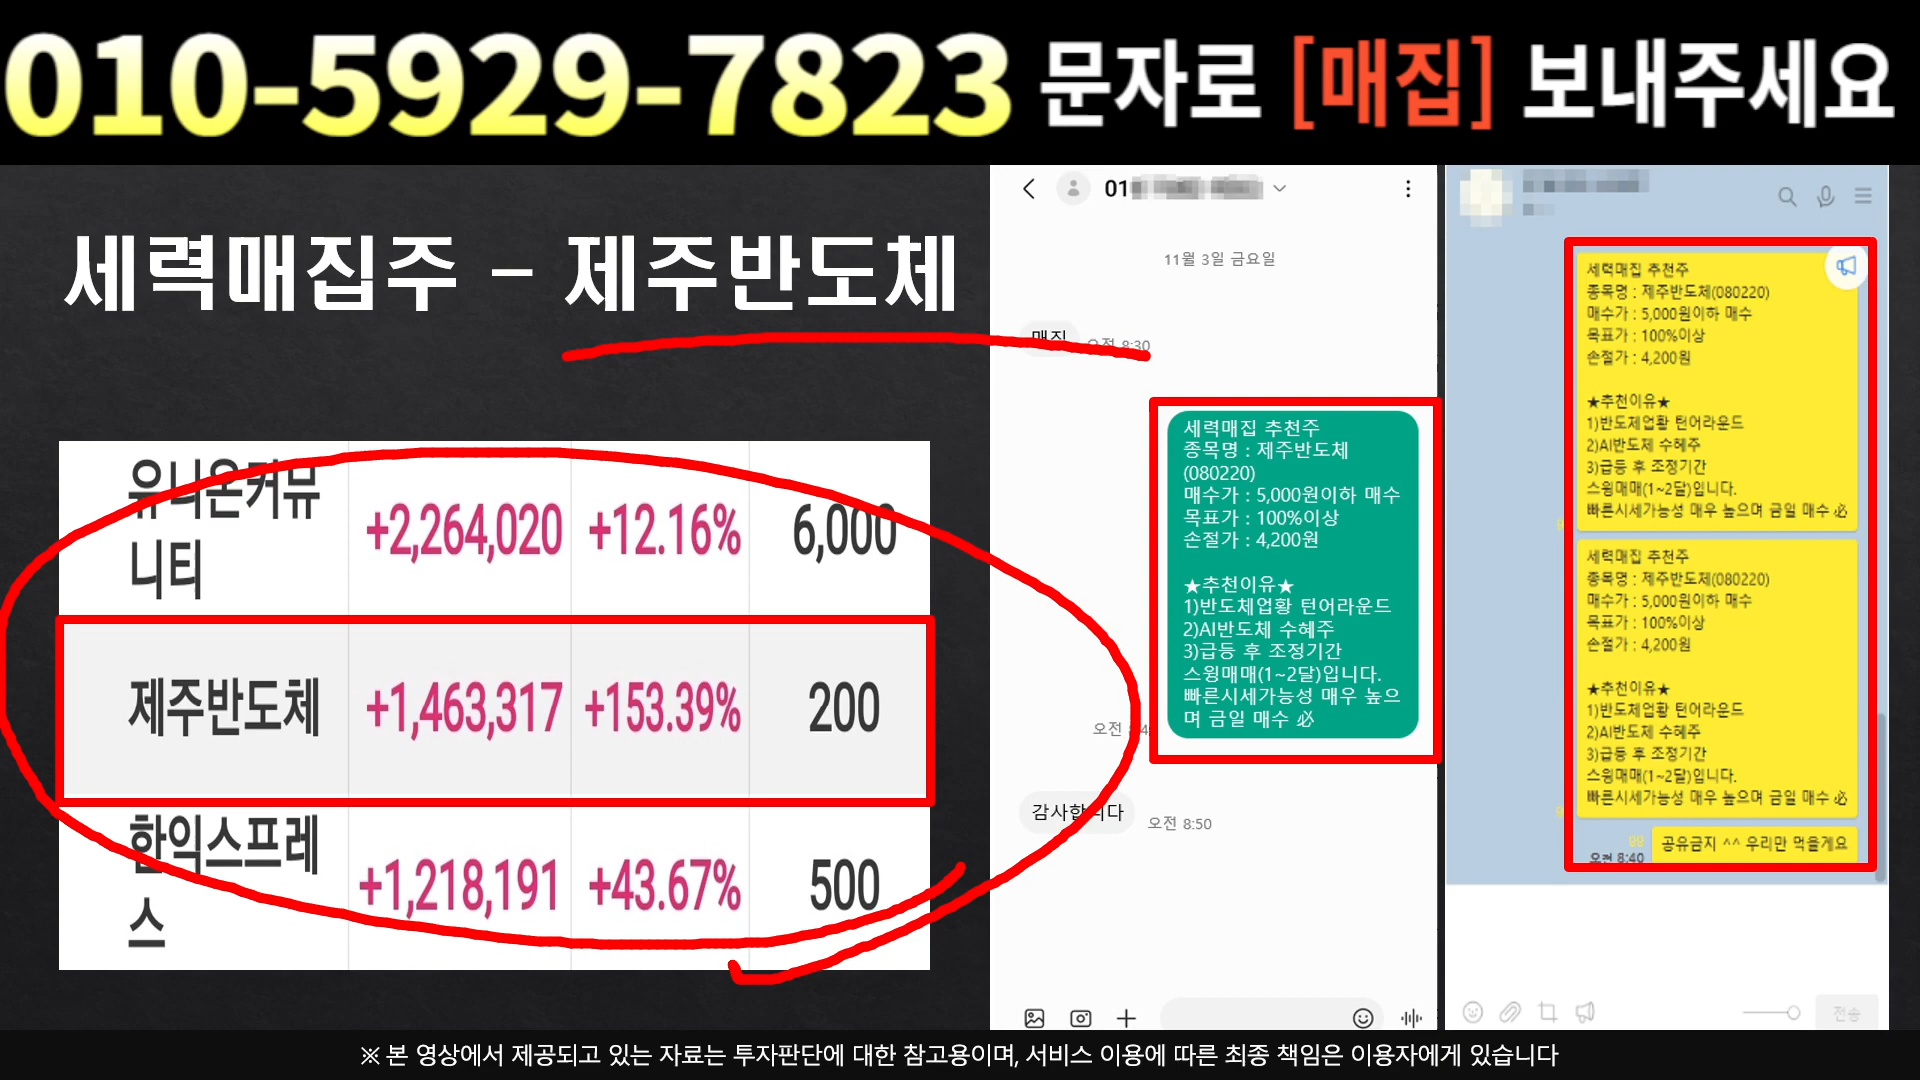 010-5929-7823 문자로 [매집] 보내주세요
세력매집주 - 제주반도체
유니온커뮤
니티
+2,264,020 +12.16% 6,000
제주반도체 +1,463,317 +153.39% 200
한익스프레
스
+1,218,191 +43.67% 500
11월 3일 금요일
매집
오전 8:30
세력매집 추천주
종목명 : 제주반도체
(080220)
매수가 : 5,000원이하 매수
목표가 : 100%이상
손절가 : 4,200원
★추천이유★
1)반도체업황 턴어라운드
2)AI반도체 수혜주
3)급등 후 조정기간
스윙매매(1~2달)입니다.
빠른시세가능성 매우 높으
며 금일 매수 必
오전
감사합니다
오전 8:50
세력매집 추천주
종목명 : 제주반도체(080220)
매수가 : 5,000원이하 매수
목표가 : 100%이상
손절가 : 4,200원
★추천이유★
1)반도체업황 턴어라운드
2)AI반도체 수혜주
3)급등 후 조정기간
스윙매매(1~2달)입니다.
빠른시세가능성 매우 높으며 금일 매수 必
세력매집 추천주
종목명 : 제주반도체(080220)
매수가 : 5,000원이하 매수
목표가 : 100%이상
손절가 : 4,200원
★추천이유★
1)반도체업황 턴어라운드
2)AI반도체 수혜주
3)급등 후 조정기간
스윙매매(1~2달)입니다.
빠른시세가능성 매우 높으며 금일 매수 必
오전 8:40
공유금지 ^^ 우리만 먹을게요
전송
※ 본 영상에서 제공되고 있는 자료는 투자판단에 대한 참고용이며, 서비스 이용에 따른 최종 책임은 이용자에게 있습니다